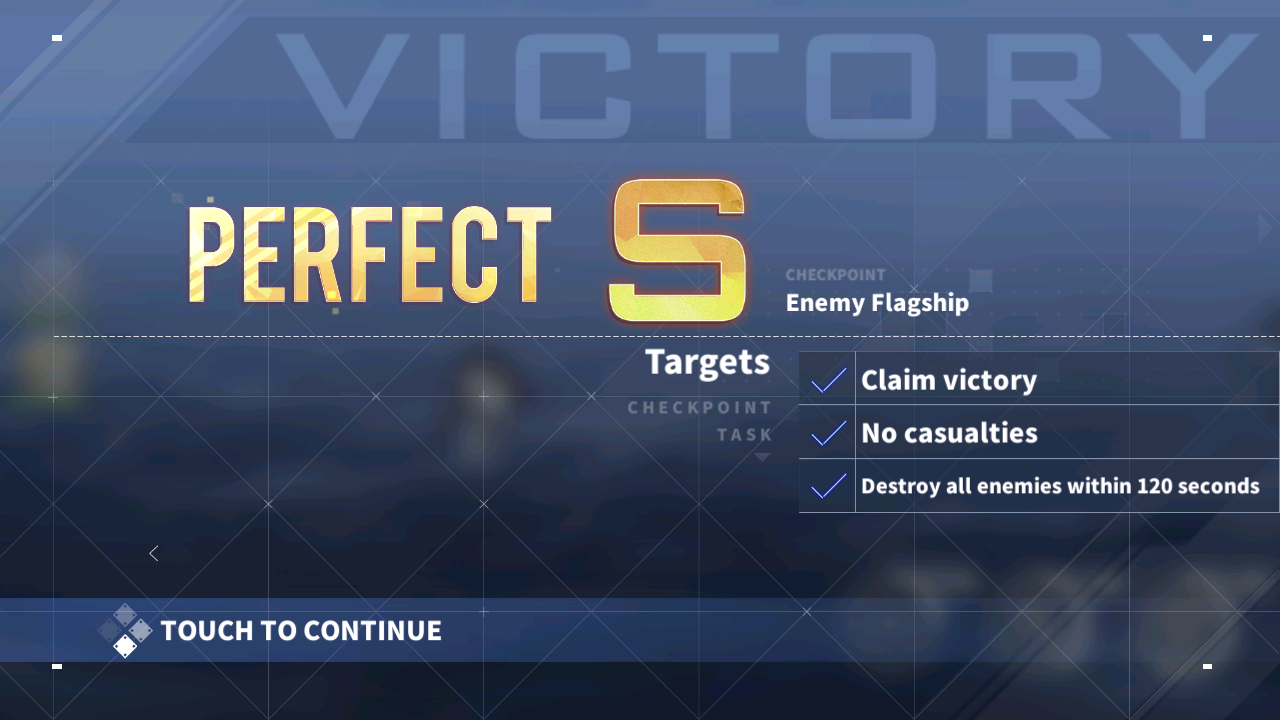 VICTORY
PERFECT S
CHECKPOINT
Enemy Flagship
Targets
CHECKPOINT
TASK
Claim victory
No casualties
Destroy all enemies within 120 seconds
TOUCH TO CONTINUE